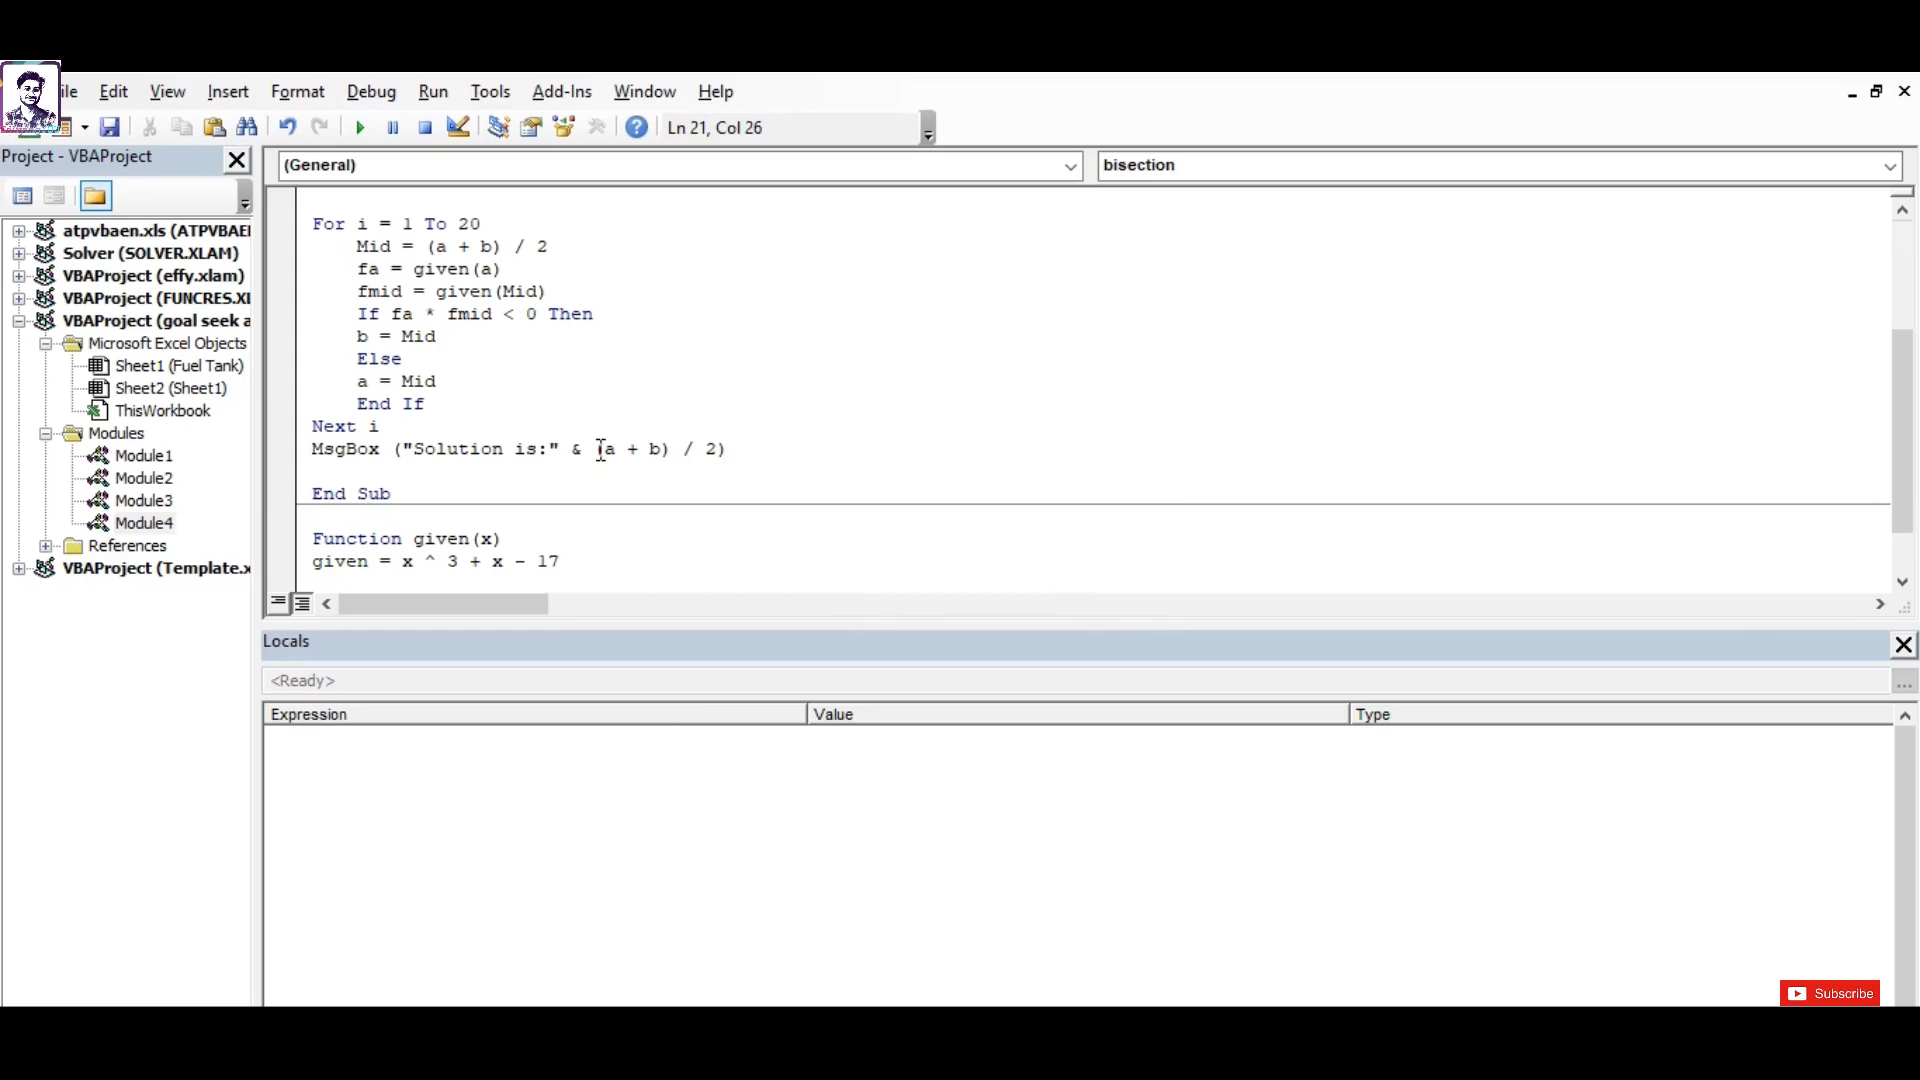 ile Edit View Insert Format Debug Run Tools Add-Ins Window Help
Ln 21, Col 26
Project - VBAProject
(General)
bisection
atpvbaen.xls (ATPVBAEI
Solver (SOLVER.XLAM)
VBAProject (effy.xlam)
VBAProject (FUNCRES.XI
VBAProject (goal seek a
Microsoft Excel Objects
Sheet1 (Fuel Tank)
Sheet2 (Sheet1)
ThisWorkbook
Modules
Module1
Module2
Module3
Module4
References
VBAProject (Template.x
For i = 1 To 20
Mid = (a + b) / 2
fa = given(a)
fmid = given(Mid)
If fa * fmid < 0 Then
b = Mid
Else
a = Mid
End If
Next i
MsgBox ("Solution is:" & (a + b) / 2)
End Sub
Function given(x)
given = x ^ 3 + x - 17
Locals
<Ready>
Expression Value Type
Subscribe